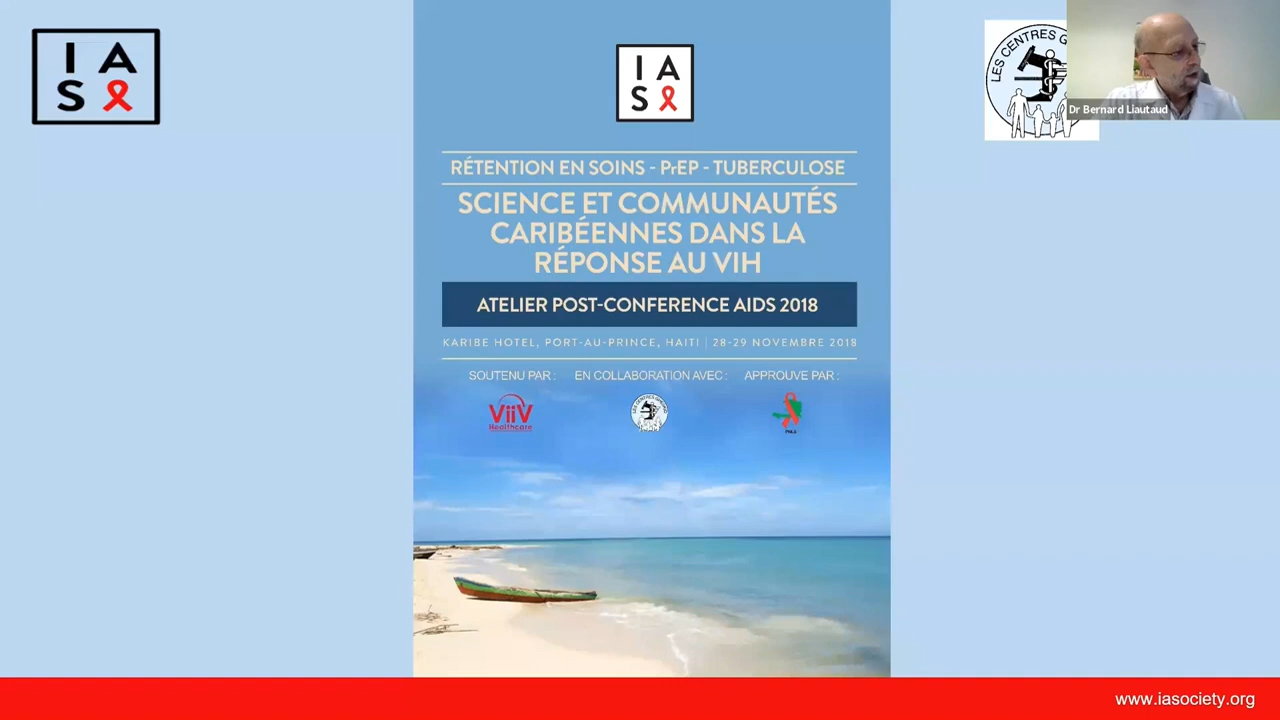 I A
S
I A
S
LES CENTRES G
Dr Bernard Liautaud
RÉTENTION EN SOINS - PrEP - TUBERCULOSE
SCIENCE ET COMMUNAUTÉS
CARIBÉENNES DANS LA
RÉPONSE AU VIH
ATELIER POST-CONFERENCE AIDS 2018
KARIBE HOTEL, PORT-AU-PRINCE, HAITI | 28-29 NOVEMBRE 2018
SOUTENU PAR : EN COLLABORATION AVEC : APPROUVE PAR :
ViiV
Healthcare
www.iasociety.org